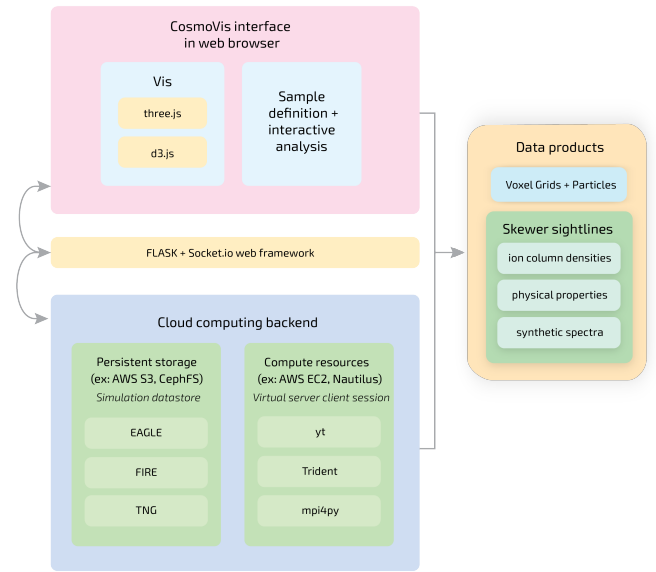 CosmoVis interface
in web browser
Vis
three.js
d3.js
Sample
definition +
interactive
analysis
FLASK + Socket.io web framework
Cloud computing backend
Persistent storage
(ex: AWS S3, CephFS)
Simulation datastore
EAGLE
FIRE
TNG
Compute resources
(ex: AWS EC2, Nautilus)
Virtual server client session
yt
Trident
mpi4py
Data products
Voxel Grids + Particles
Skewer sightlines
ion column densities
physical properties
synthetic spectra